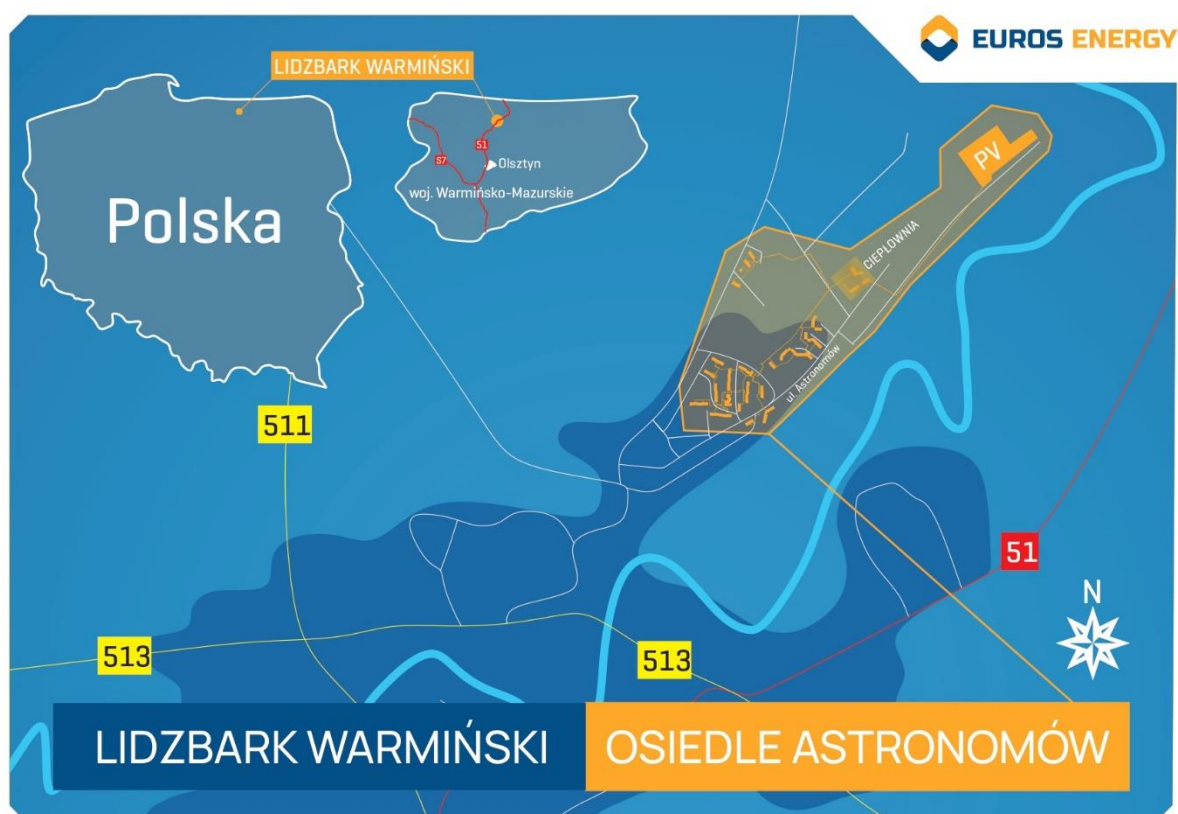 EUROS ENERGY
LIDZBARK WARMIŃSKI
Polska
S7
51
Olsztyn
woj. Warmińsko-Mazurskie
PV
CIEPŁOWNIA
ul. Astronomów
511
51
N
513
513
LIDZBARK WARMIŃSKI
OSIEDLE ASTRONOMÓW